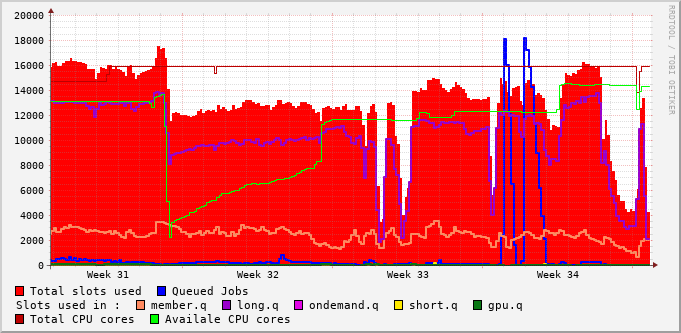 20000
18000
16000
14000
12000
10000
8000
6000
4000
2000
0
Week 31 Week 32 Week 33 Week 34
RRDTOOL / TOBI OETIKER
Total slots used Queued Jobs
Slots used in : member.q long.q ondemand.q short.q gpu.q
Total CPU cores Availale CPU cores